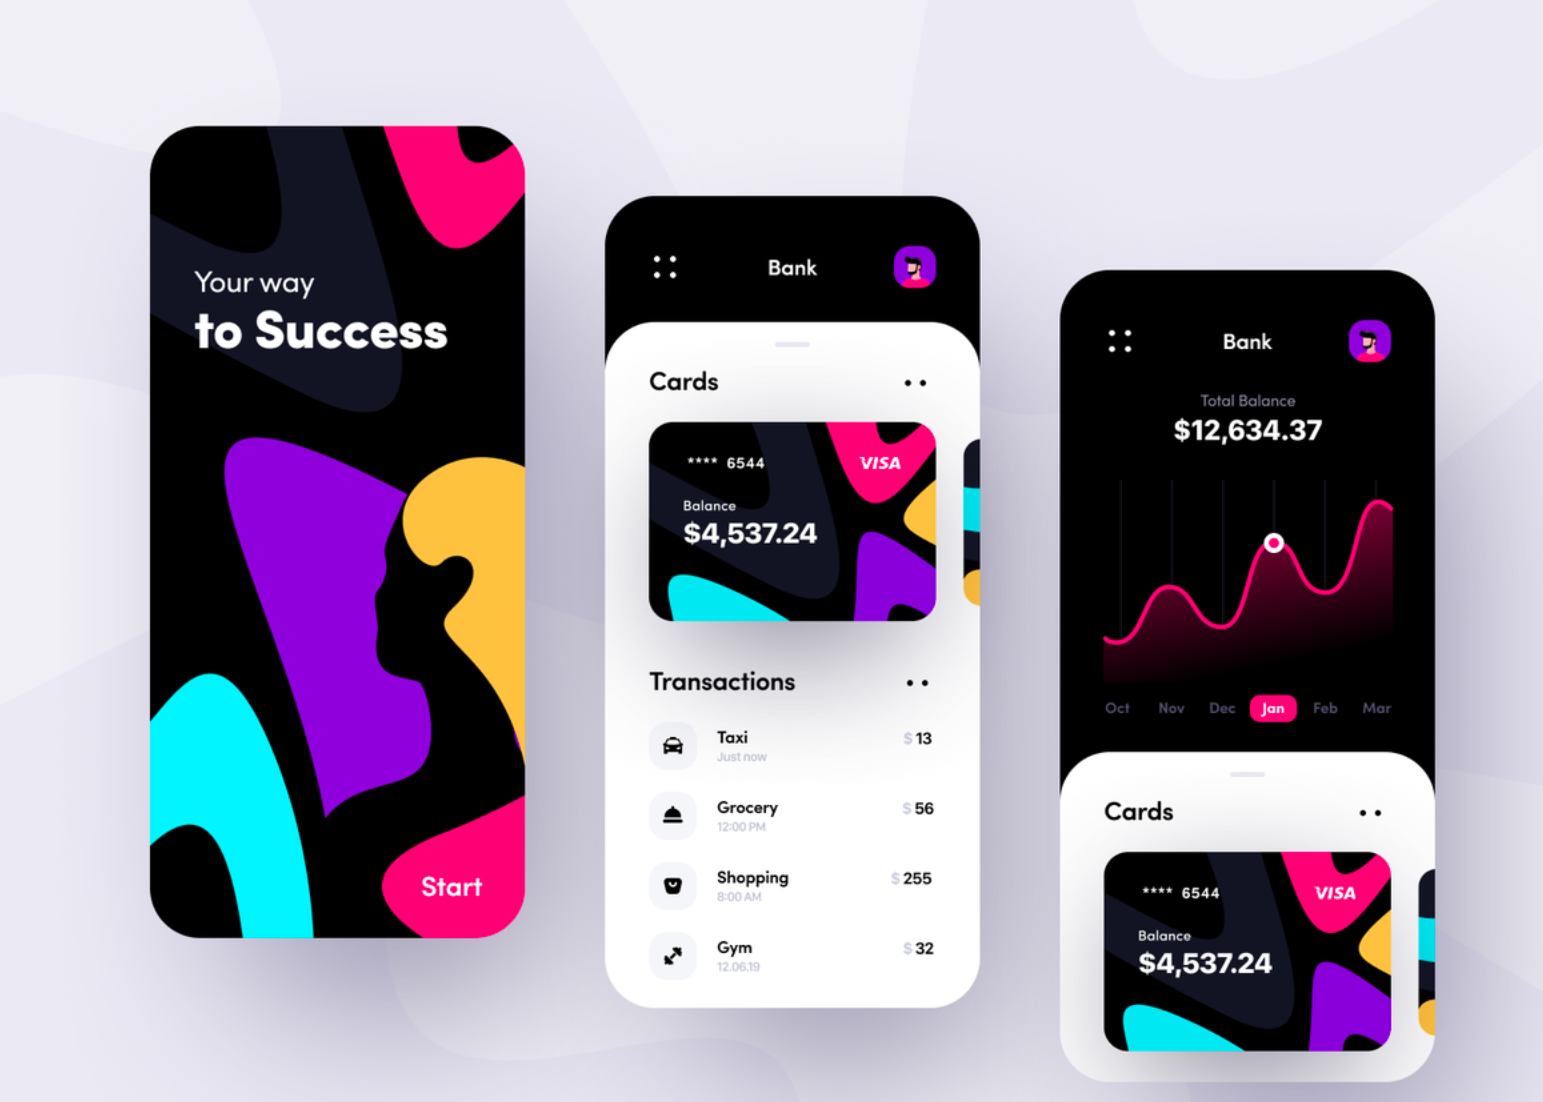 Your way
to Success
Start
Bank
Cards
**** 6544 VISA
Balance
$4,537.24
Transactions
Taxi $ 13
Just now
Grocery $ 56
12:00 PM
Shopping $ 255
8:00 AM
Gym $ 32
12.06.19
Bank
Total Balance
$12,634.37
Oct Nov Dec Jan Feb Mar
Cards
**** 6544 VISA
Balance
$4,537.24